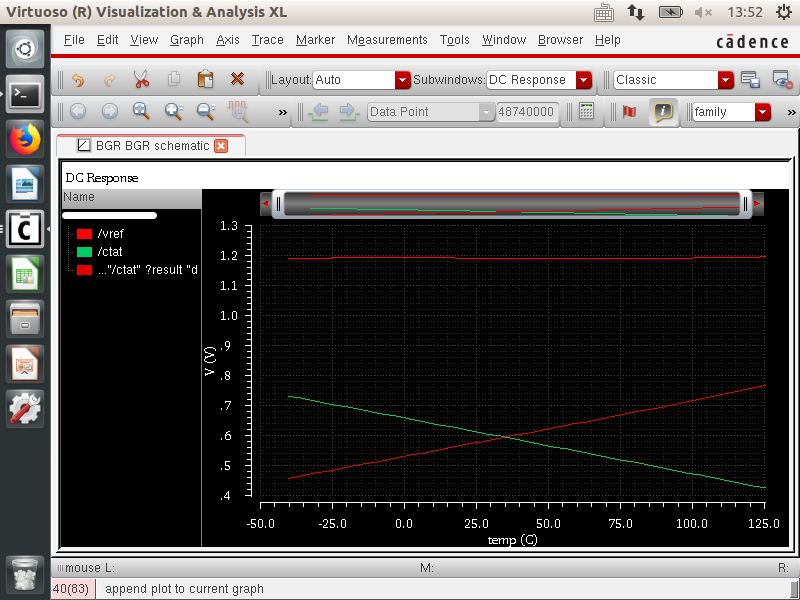 Virtuoso (R) Visualization & Analysis XL
13:52
File Edit View Graph Axis Trace Marker Measurements Tools Window Browser Help
cādence
Layout: Auto
Subwindows: DC Response
Classic
»
Data Point
48740000
family
»
BGR BGR schematic
DC Response
Name
/vref
/ctat
..."/ctat" ?result "d
1.3
1.2
1.1
1.0
.9
.8
.7
.6
.5
.4
V (V)
-50.0 -25.0 0.0 25.0 50.0 75.0 100.0 125.0
temp (C)
mouse L: M: R:
40(83) append plot to current graph